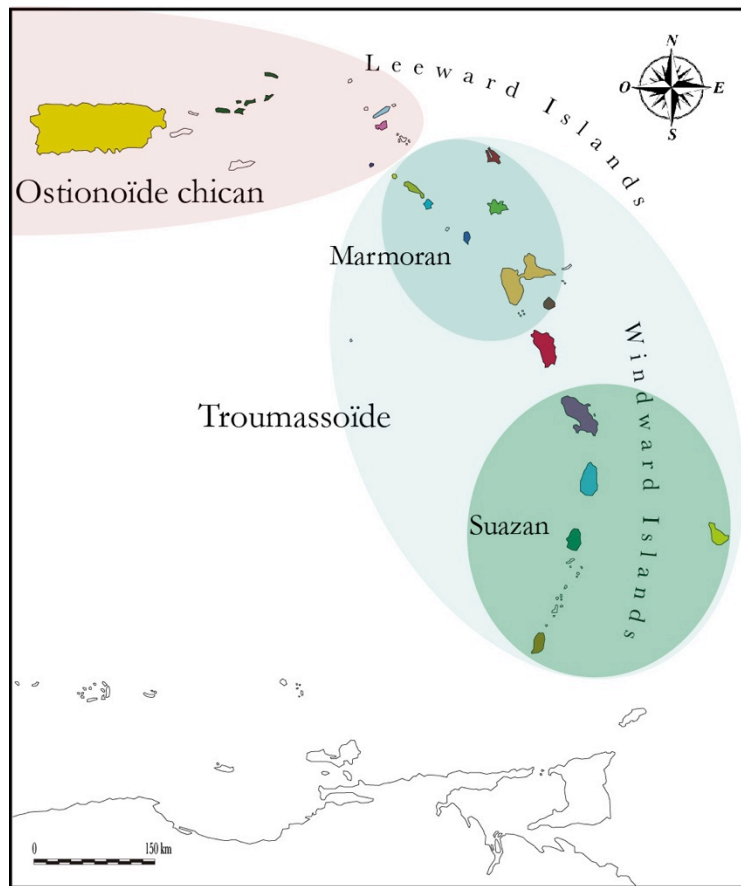 Leeward Islands
N
O E
S
Ostionoïde chican
Marmoran
Windward Islands
Troumassoïde
Suazan
0 150 km